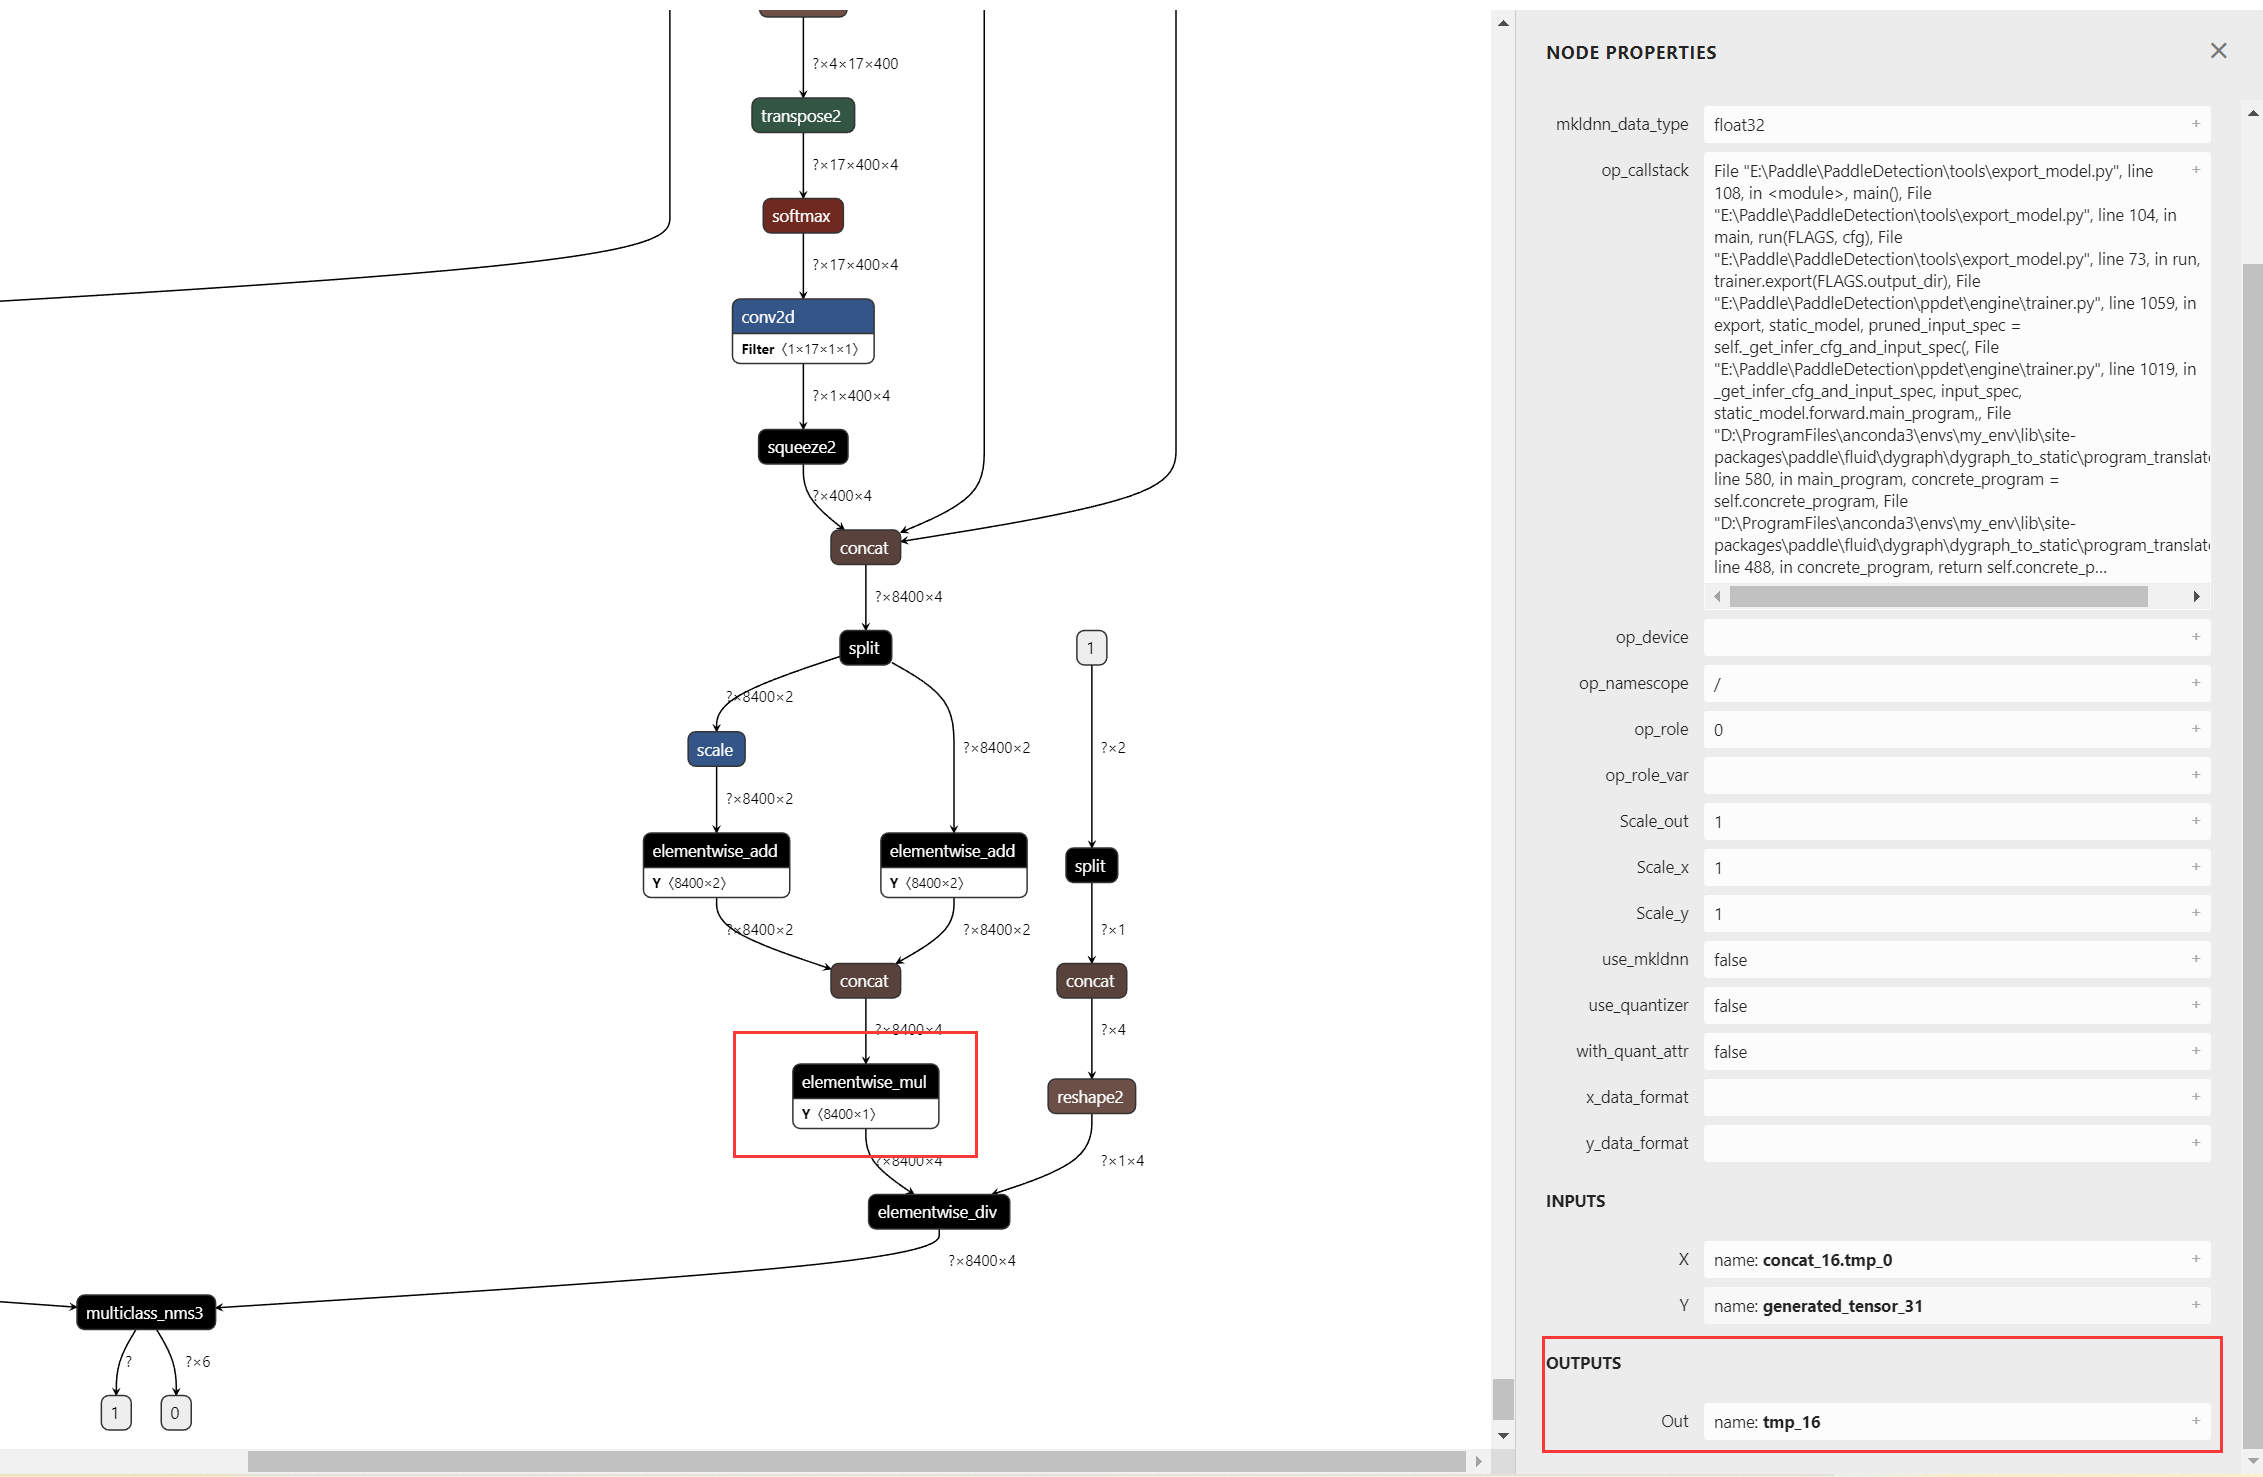 ?×4×17×400
transpose2
?×17×400×4
softmax
?×17×400×4
conv2d
Filter ⟨1×17×1×1⟩
?×1×400×4
squeeze2
?×400×4
concat
?×8400×4
split
1
?×8400×2
?×8400×2
?×2
scale
?×8400×2
elementwise_add
Y ⟨8400×2⟩
elementwise_add
Y ⟨8400×2⟩
split
?×8400×2
?×8400×2
?×1
concat
concat
?×8400×4
?×4
elementwise_mul
Y ⟨8400×1⟩
reshape2
?×8400×4
?×1×4
elementwise_div
?×8400×4
multiclass_nms3
?
?×6
1
0
NODE PROPERTIES
mkldnn_data_type
float32
op_callstack
File "E:\Paddle\PaddleDetection\tools\export_model.py", line
108, in <module>, main(), File
"E:\Paddle\PaddleDetection\tools\export_model.py", line 104, in
main, run(FLAGS, cfg), File
"E:\Paddle\PaddleDetection\tools\export_model.py", line 73, in run,
trainer.export(FLAGS.output_dir), File
"E:\Paddle\PaddleDetection\ppdet\engine\trainer.py", line 1059, in
export, static_model, pruned_input_spec =
self._get_infer_cfg_and_input_spec(, File
"E:\Paddle\PaddleDetection\ppdet\engine\trainer.py", line 1019, in
_get_infer_cfg_and_input_spec, input_spec,
static_model.forward.main_program,, File
"D:\ProgramFiles\anaconda3\envs\my_env\lib\site-
packages\paddle\fluid\dygraph\dygraph_to_static\program_translat
line 580, in main_program, concrete_program =
self.concrete_program, File
"D:\ProgramFiles\anaconda3\envs\my_env\lib\site-
packages\paddle\fluid\dygraph\dygraph_to_static\program_translat
line 488, in concrete_program, return self.concrete_p...
op_device
op_namescope
/
op_role
0
op_role_var
Scale_out
1
Scale_x
1
Scale_y
1
use_mkldnn
false
use_quantizer
false
with_quant_attr
false
x_data_format
y_data_format
INPUTS
X
name: concat_16.tmp_0
Y
name: generated_tensor_31
OUTPUTS
Out
name: tmp_16